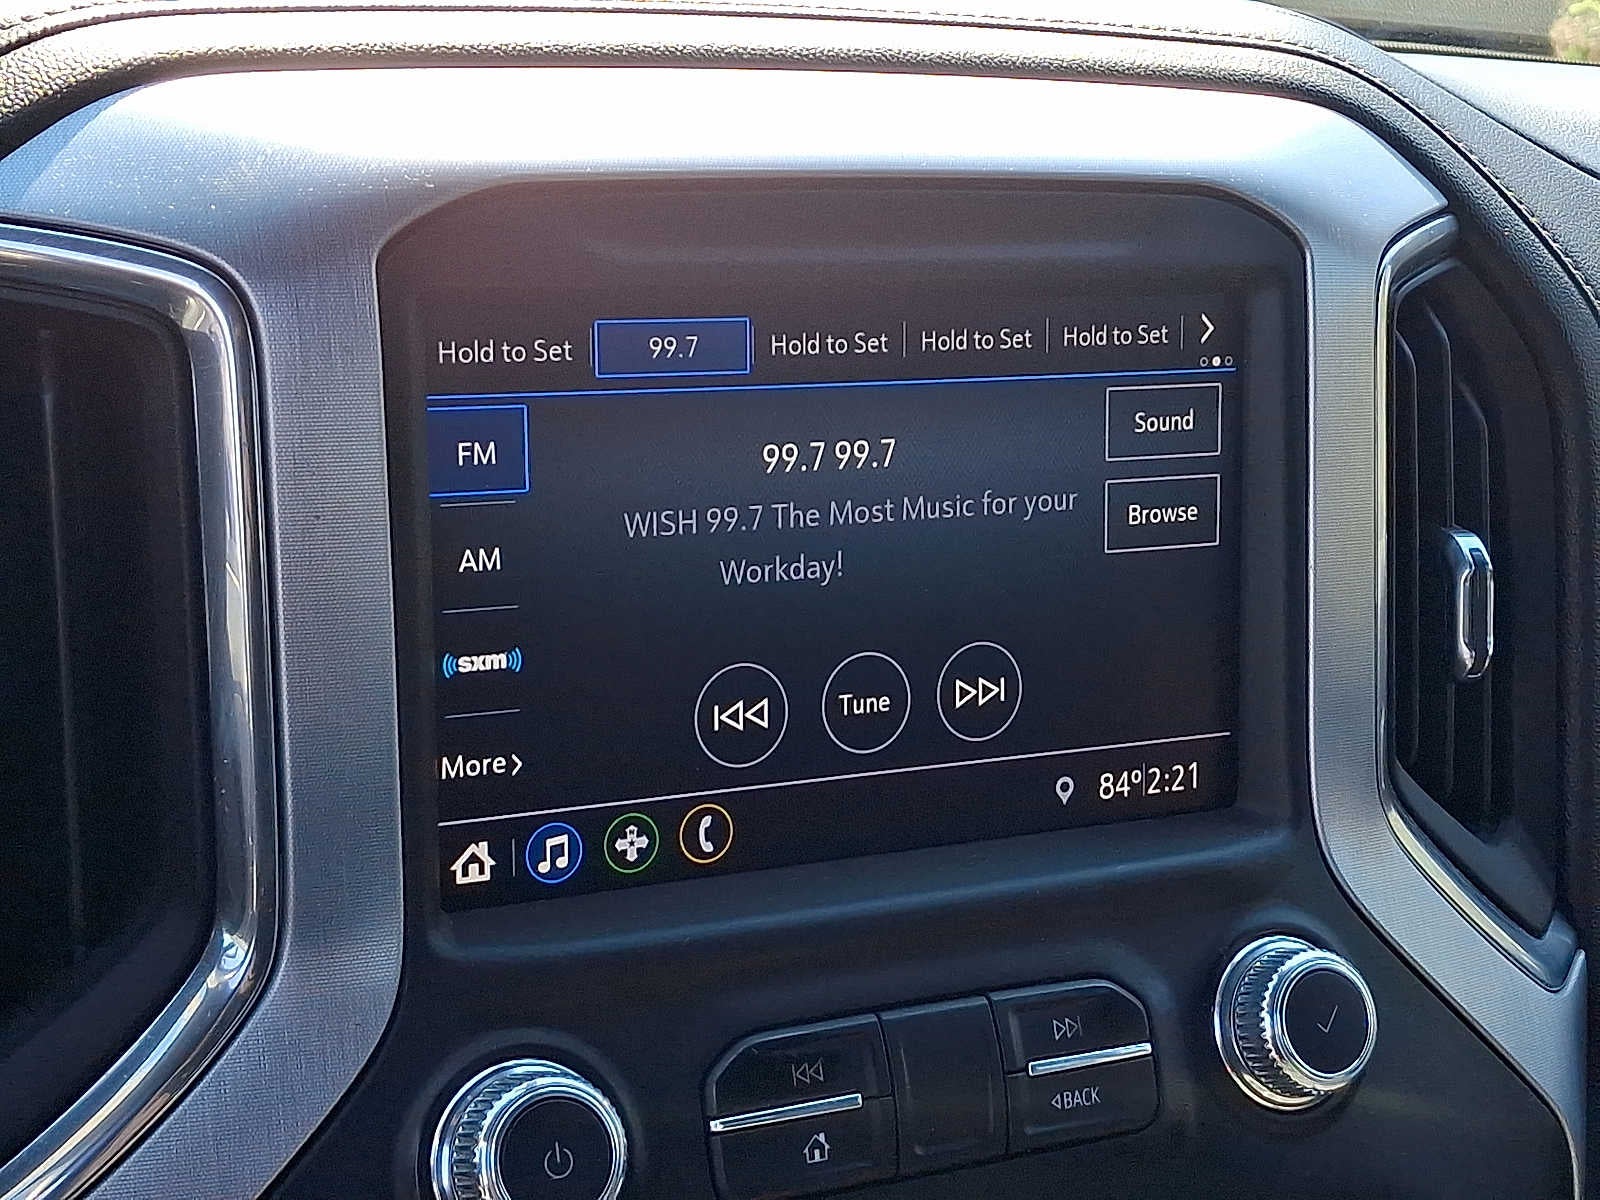 Hold to Set 99.7 Hold to Set Hold to Set Hold to Set
FM
Sound
99.7 99.7
WISH 99.7 The Most Music for your
Browse
AM
Workday!
sxm
Tune
More
84° 2:21
BACK